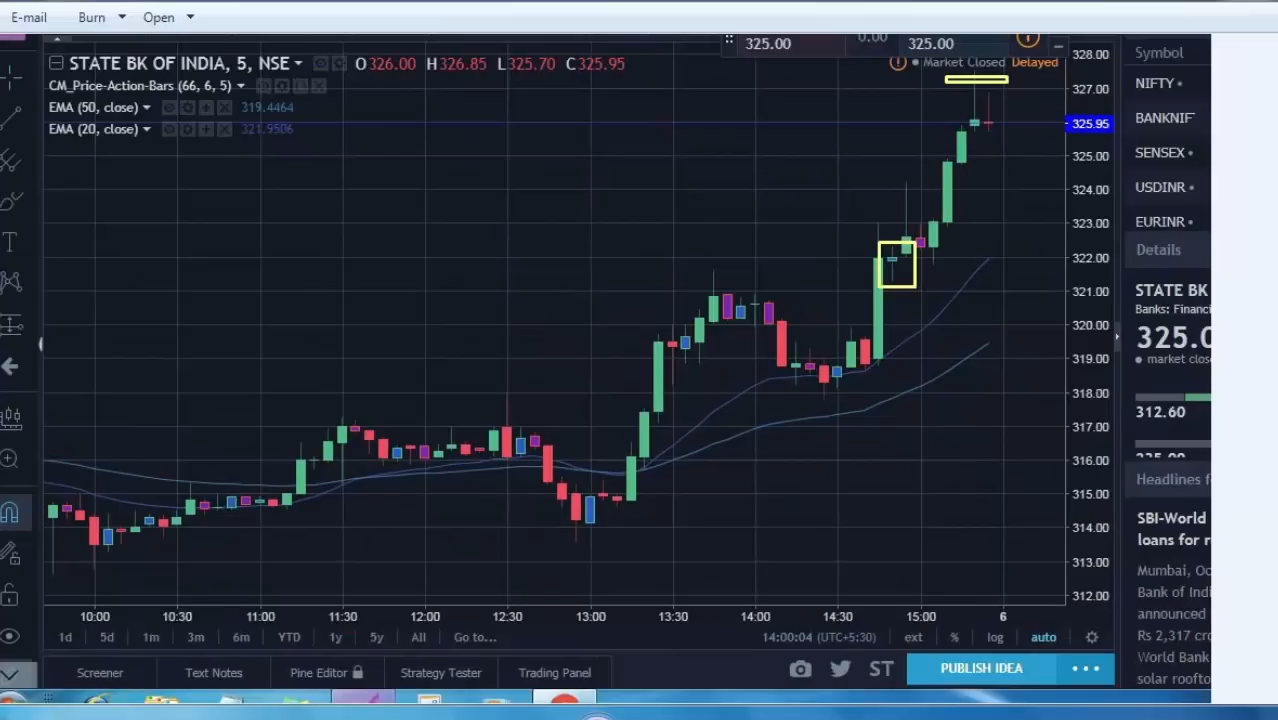 E-mail Burn Open
325.00 0.00 325.00
STATE BK OF INDIA, 5, NSE O 326.00 H 326.85 L 325.70 C 325.95
Market Closed Delayed
CM_Price-Action-Bars (66, 6, 5)
EMA (50, close) 319.4464
EMA (20, close) 321.9506
328.00
327.00
325.95
325.00
324.00
323.00
322.00
321.00
320.00
319.00
318.00
317.00
316.00
315.00
314.00
313.00
312.00
10:00 10:30 11:00 11:30 12:00 12:30 13:00 13:30 14:00 14:30 15:00 6
1d 5d 1m 3m 6m YTD 1y 5y All Go to... 14:00:04 (UTC+5:30) ext % log auto
Screener Text Notes Pine Editor Strategy Tester Trading Panel ST PUBLISH IDEA
Symbol
NIFTY
BANKNIF
SENSEX
USDINR
EURINR
Details
STATE BK
Banks: Financi
325.0
market clos
312.60
Headlines f
SBI-World
loans for r
Mumbai, Oc
Bank of Indi
announced
Rs 2,317 cr
World Bank
solar roofto